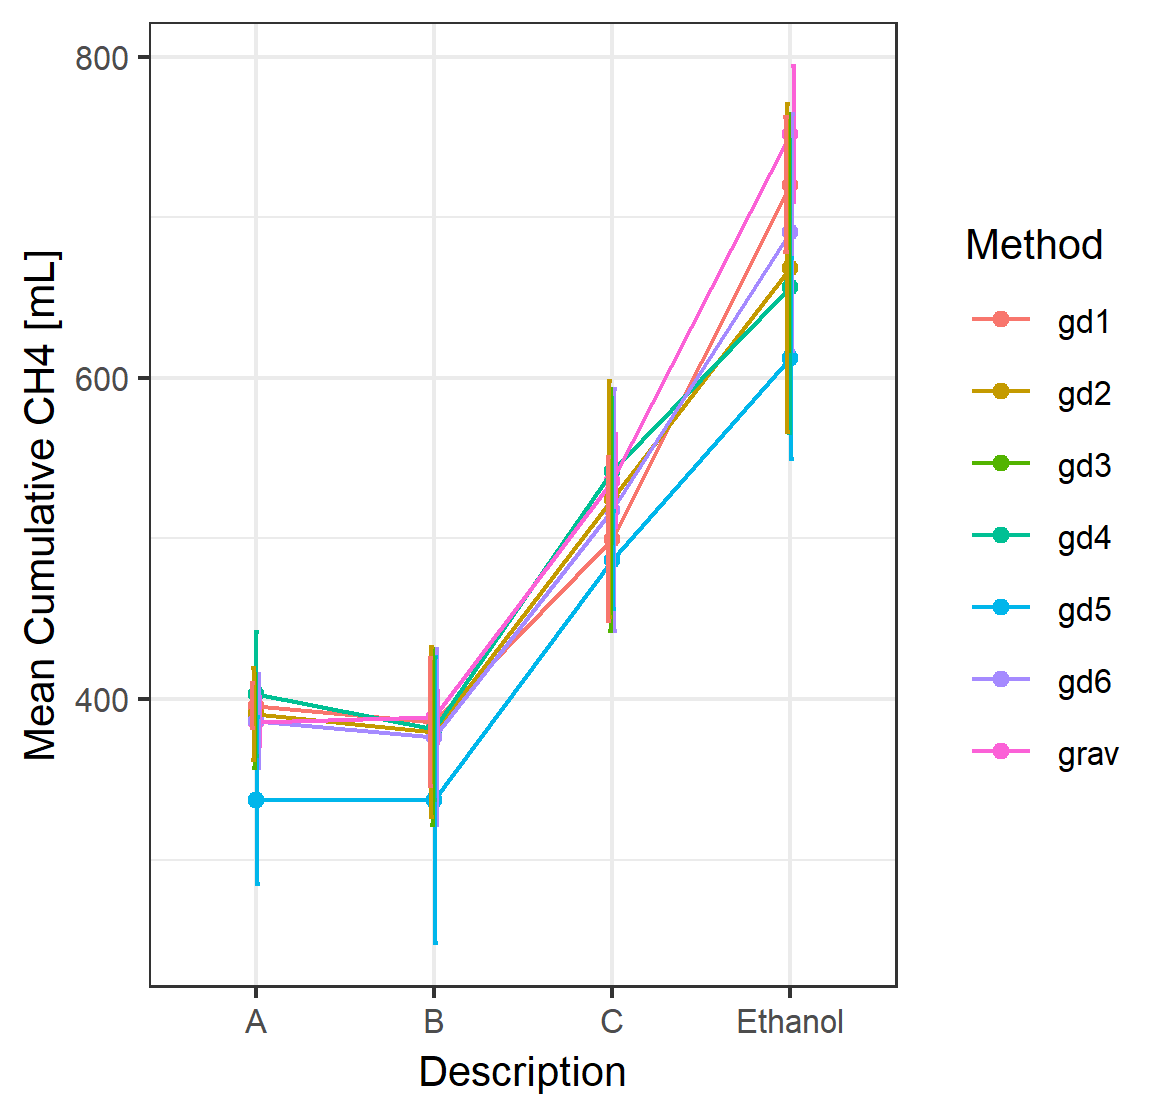 Mean Cumulative CH4 [mL]
800
600
400
A B C Ethanol
Description
Method
gd1
gd2
gd3
gd4
gd5
gd6
grav